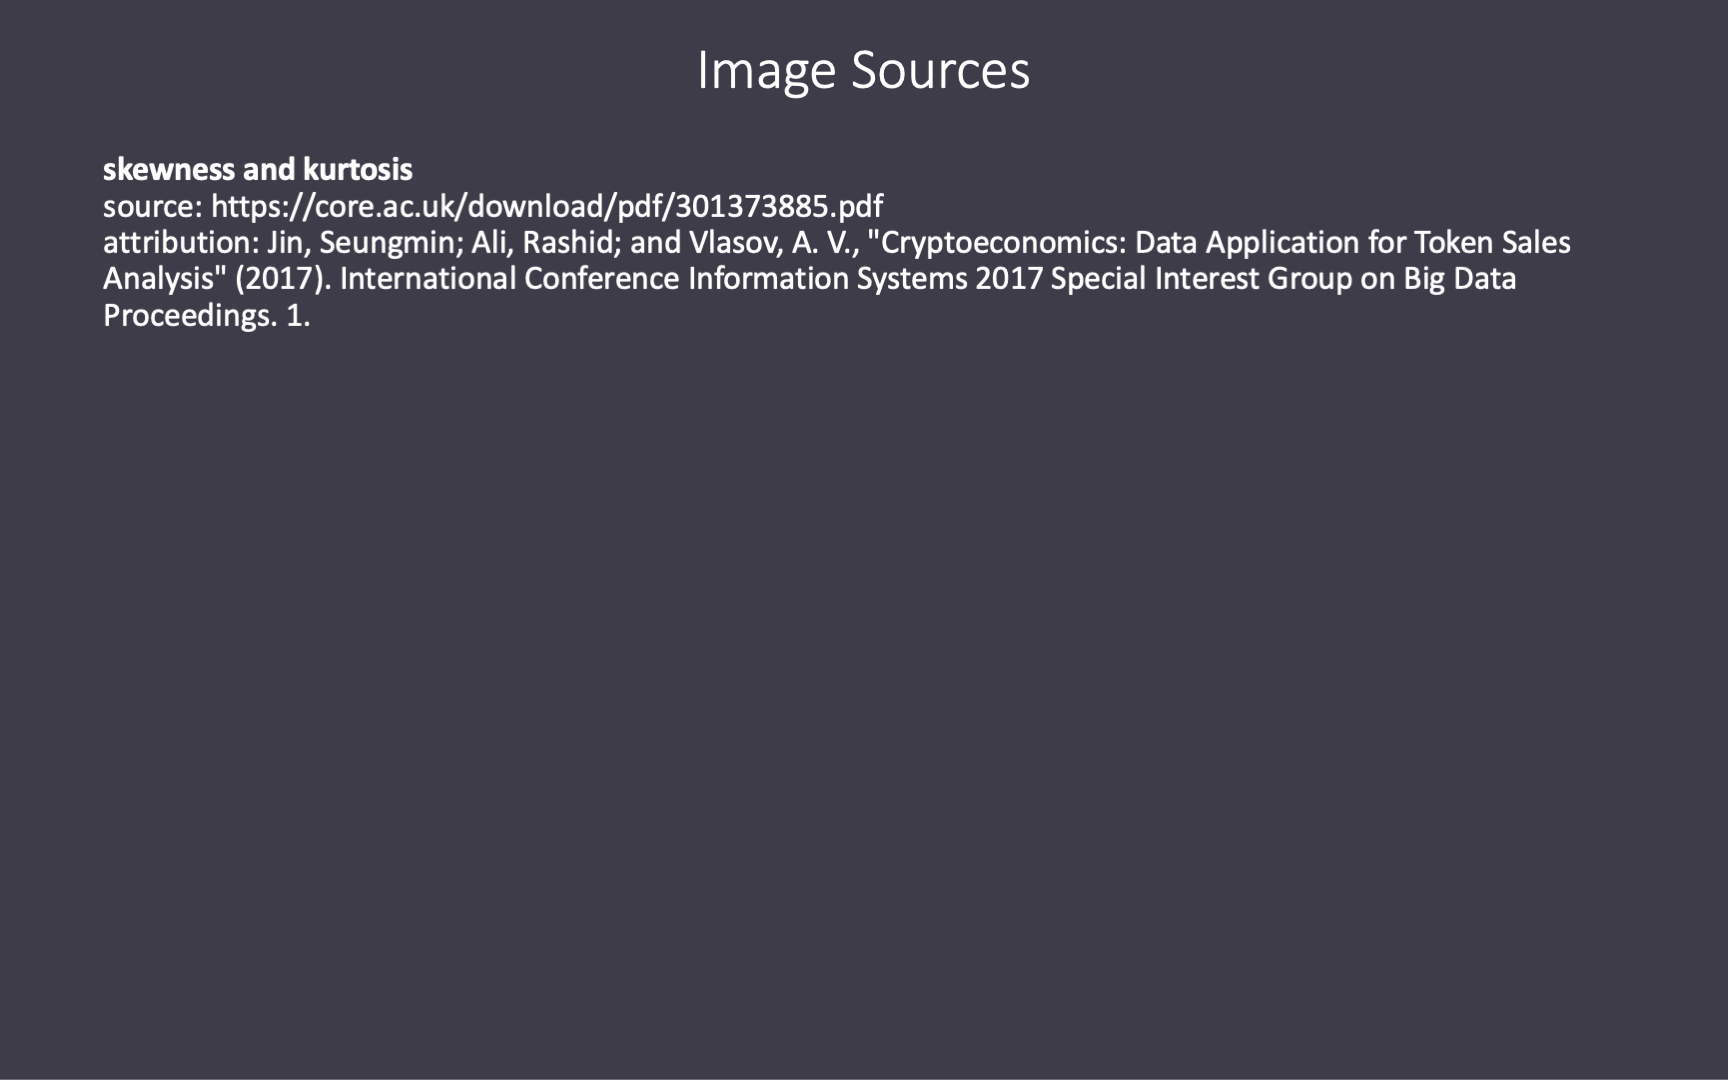 Image Sources
skewness and kurtosis
source: https://core.ac.uk/download/pdf/301373885.pdf
attribution: Jin, Seungmin; Ali, Rashid; and Vlasov, A. V., "Cryptoeconomics: Data Application for Token Sales
Analysis" (2017). International Conference Information Systems 2017 Special Interest Group on Big Data
Proceedings. 1.